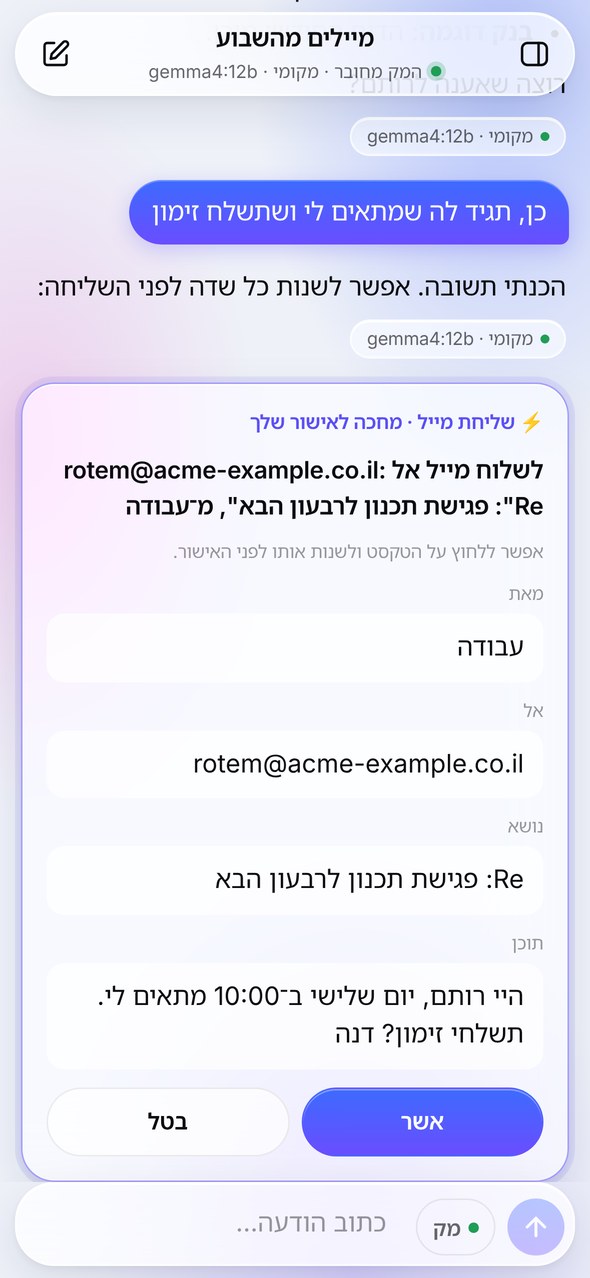 מיילים מהשבוע
המק מחובר · מקומי · gemma4:12b
רוצה שאענה לרותם?
מקומי · gemma4:12b
כן, תגיד לה שמתאים לי ושתשלח זימון
הכנתי תשובה. אפשר לשנות כל שדה לפני השליחה:
מקומי · gemma4:12b
⚡ שליחת מייל · מחכה לאישור שלך
לשלוח מייל אל rotem@acme-example.co.il:
"Re: פגישת תכנון לרבעון הבא", מ־עבודה
אפשר ללחוץ על הטקסט ולשנות אותו לפני האישור.
מאת
עבודה
אל
rotem@acme-example.co.il
נושא
Re: פגישת תכנון לרבעון הבא
תוכן
היי רותם, יום שלישי ב־10:00 מתאים לי.
תשלחי זימון? דנה
אשר
בטל
מק
כתוב הודעה...